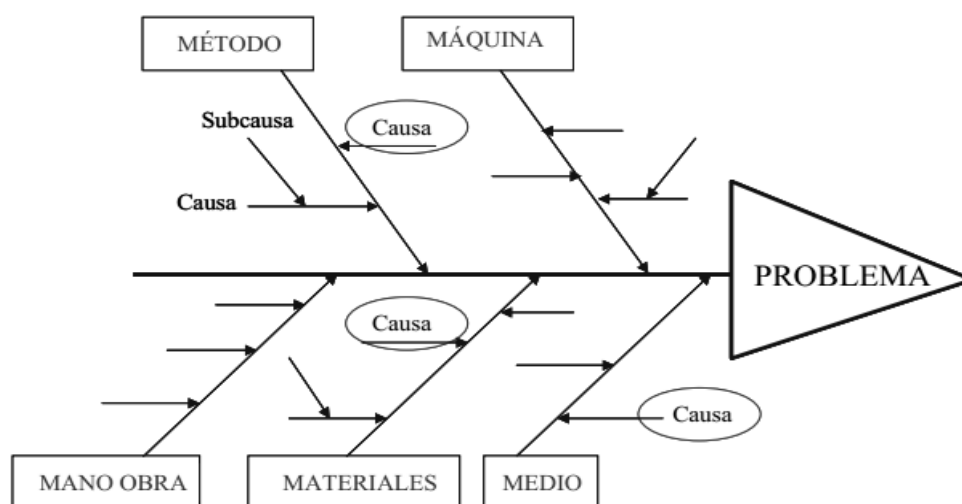 MÉTODO
MÁQUINA
Subcausa
Causa
Causa
PROBLEMA
Causa
Causa
MANO OBRA
MATERIALES
MEDIO